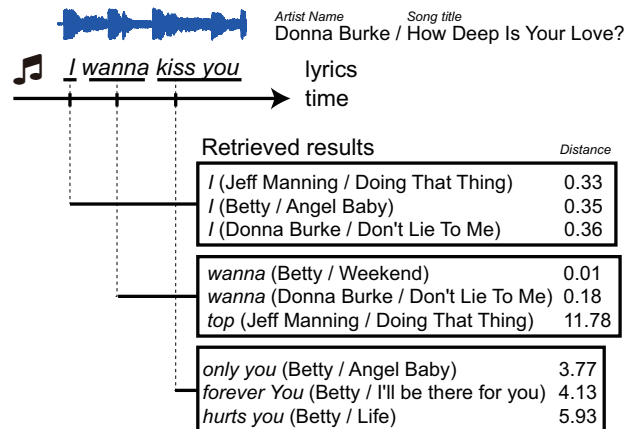 Artist Name Song title
Donna Burke / How Deep Is Your Love?
I wanna kiss you lyrics
time
Retrieved results Distance
I (Jeff Manning / Doing That Thing) 0.33
I (Betty / Angel Baby) 0.35
I (Donna Burke / Don't Lie To Me) 0.36
wanna (Betty / Weekend) 0.01
wanna (Donna Burke / Don't Lie To Me) 0.18
top (Jeff Manning / Doing That Thing) 11.78
only you (Betty / Angel Baby) 3.77
forever You (Betty / I'll be there for you) 4.13
hurts you (Betty / Life) 5.93